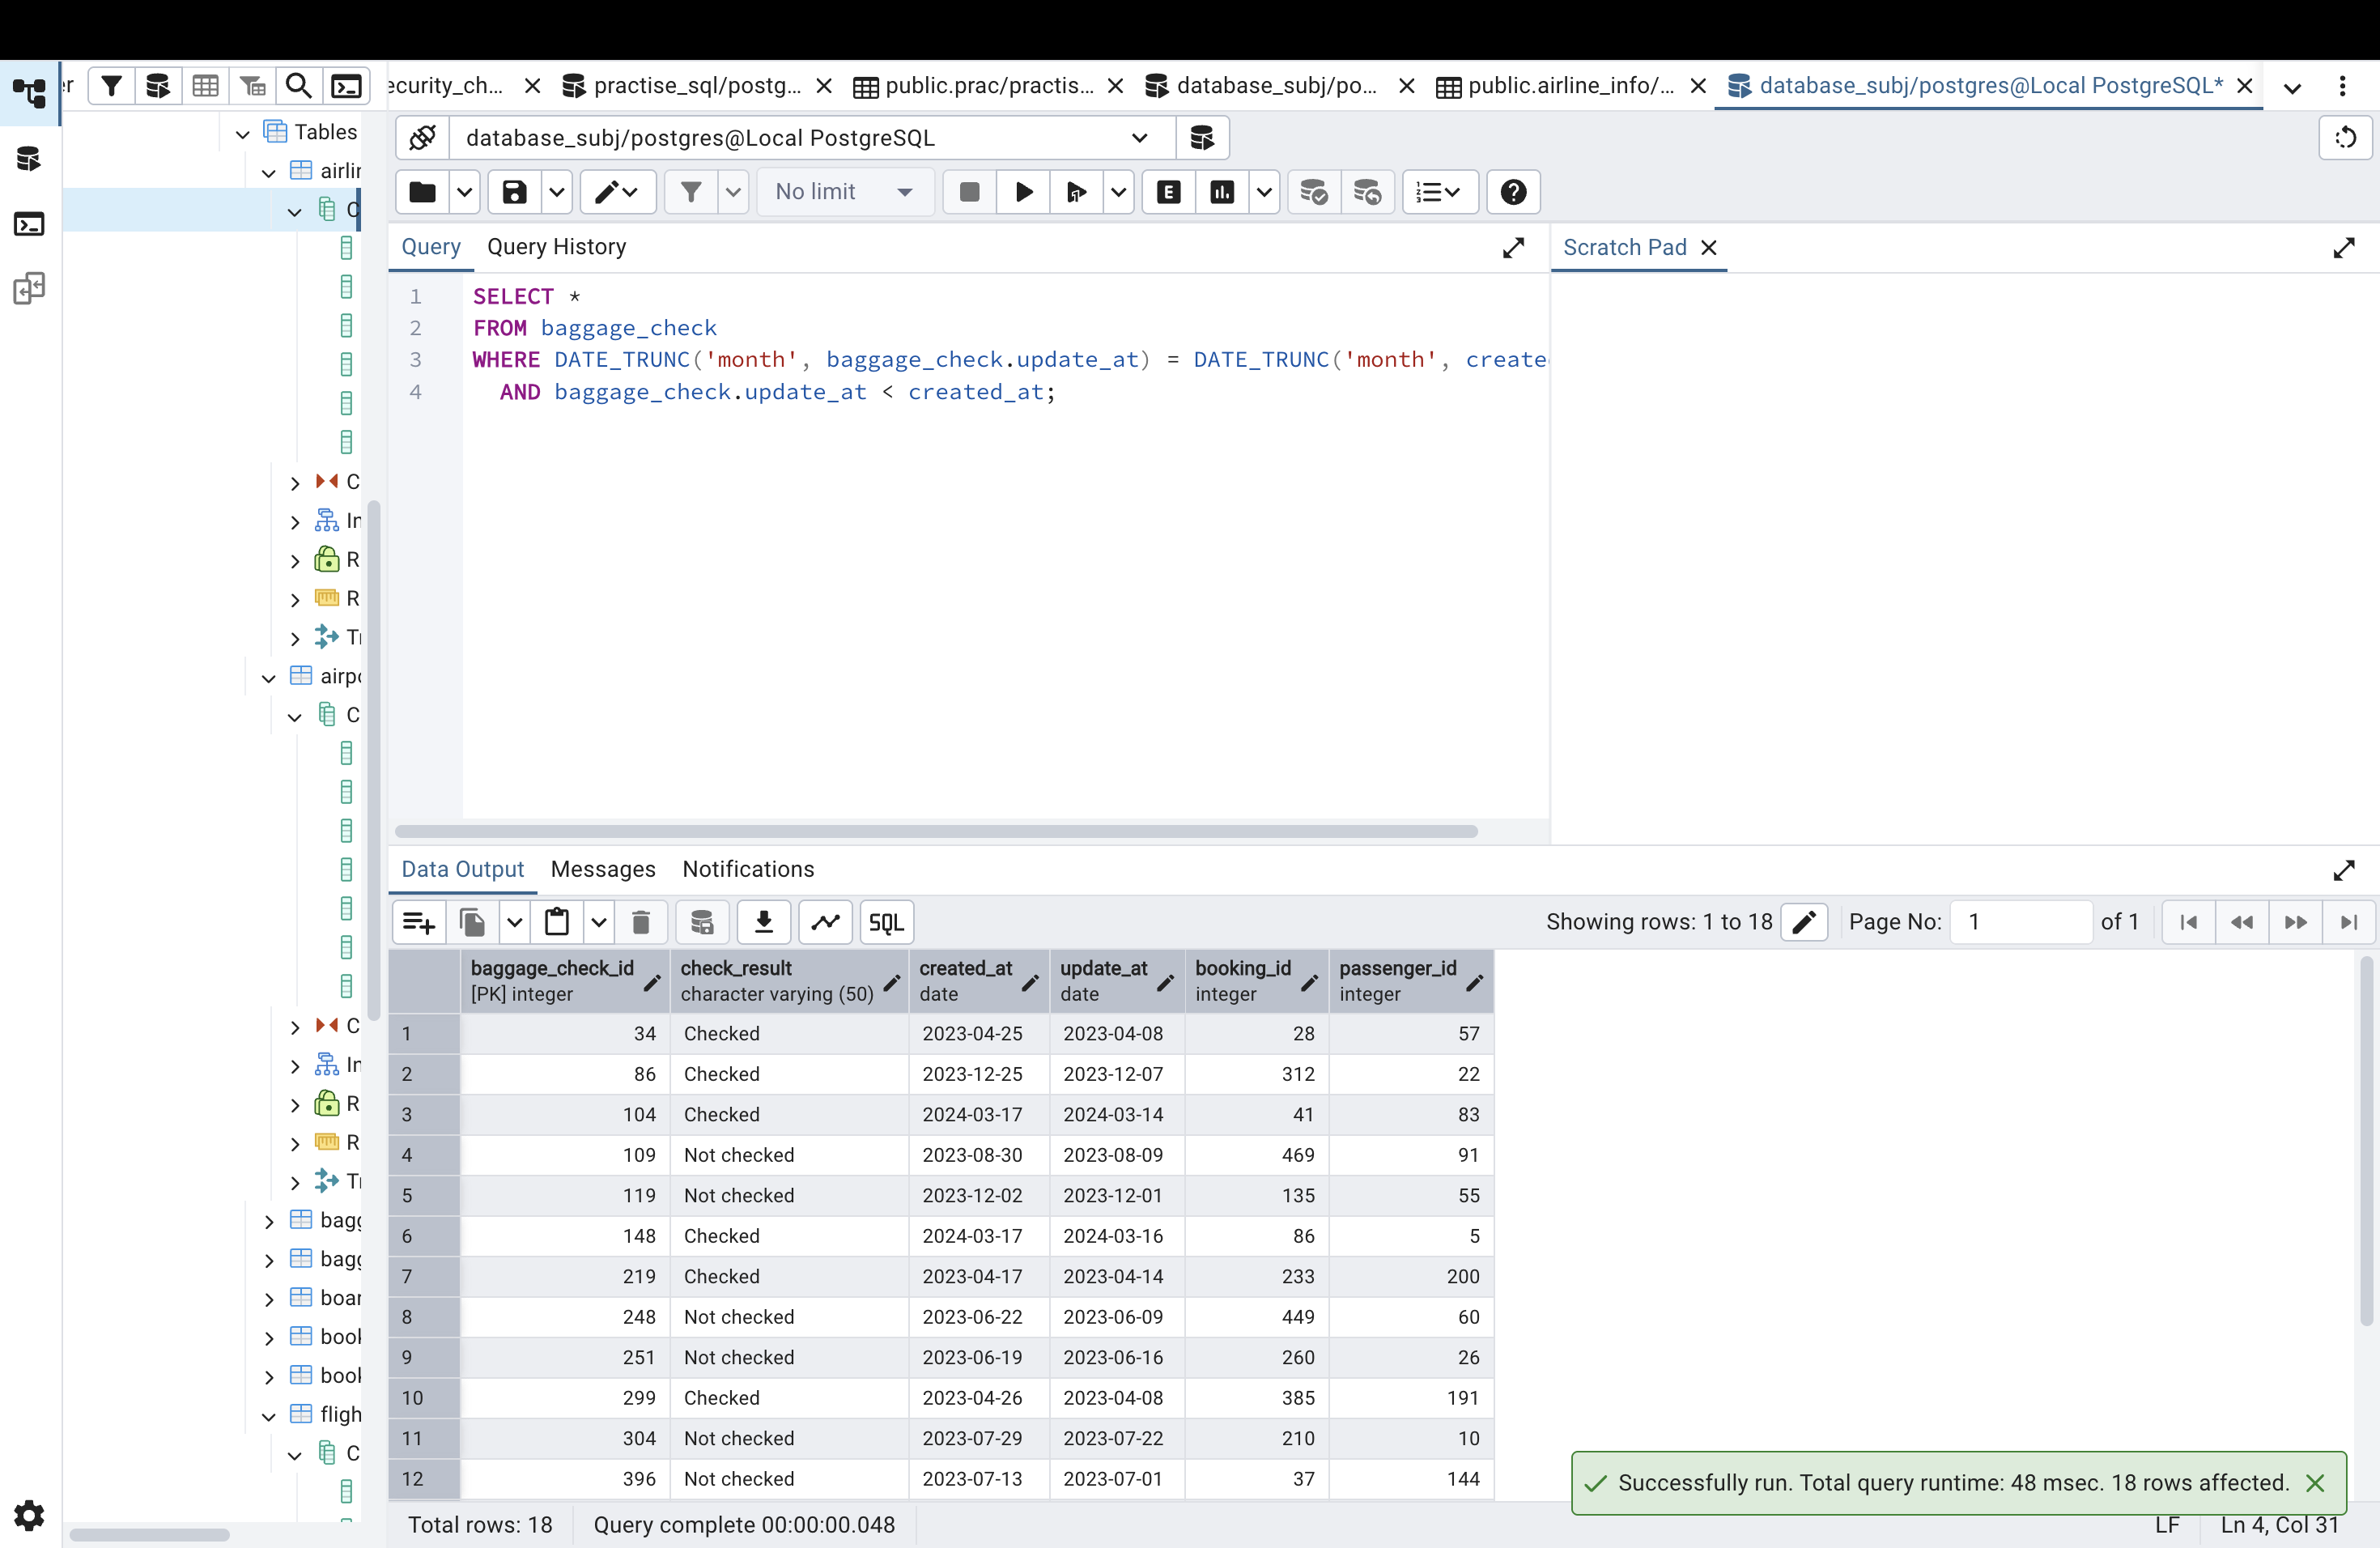 er
ecurity_ch...
practise_sql/postg...
public.prac/practis...
database_subj/po...
public.airline_info/...
database_subj/postgres@Local PostgreSQL*
database_subj/postgres@Local PostgreSQL
No limit
E
Tables
airlin
C
C
In
R
R
Tr
airpo
C
C
In
R
R
Tr
bagg
bagg
boar
book
book
fligh
C
Query
Query History
Scratch Pad
1 SELECT *
2 FROM baggage_check
3 WHERE DATE_TRUNC('month', baggage_check.update_at) = DATE_TRUNC('month', create
4 AND baggage_check.update_at < created_at;
Data Output
Messages
Notifications
SQL
Showing rows: 1 to 18
Page No: 1 of 1
baggage_check_id check_result created_at update_at booking_id passenger_id
[PK] integer character varying (50) date date integer integer
1 34 Checked 2023-04-25 2023-04-08 28 57
2 86 Checked 2023-12-25 2023-12-07 312 22
3 104 Checked 2024-03-17 2024-03-14 41 83
4 109 Not checked 2023-08-30 2023-08-09 469 91
5 119 Not checked 2023-12-02 2023-12-01 135 55
6 148 Checked 2024-03-17 2024-03-16 86 5
7 219 Checked 2023-04-17 2023-04-14 233 200
8 248 Not checked 2023-06-22 2023-06-09 449 60
9 251 Not checked 2023-06-19 2023-06-16 260 26
10 299 Checked 2023-04-26 2023-04-08 385 191
11 304 Not checked 2023-07-29 2023-07-22 210 10
12 396 Not checked 2023-07-13 2023-07-01 37 144
Successfully run. Total query runtime: 48 msec. 18 rows affected.
Total rows: 18
Query complete 00:00:00.048
LF
Ln 4, Col 31